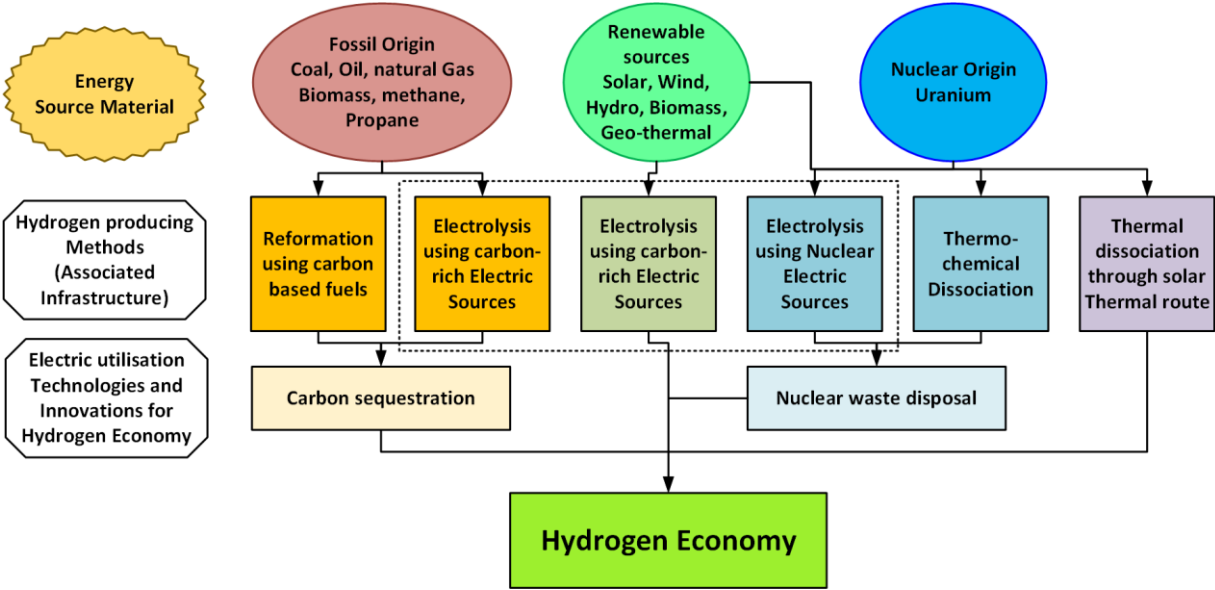 Energy
Source Material
Fossil Origin
Coal, Oil, natural Gas
Biomass, methane,
Propane
Renewable
sources
Solar, Wind,
Hydro, Biomass,
Geo-thermal
Nuclear Origin
Uranium
Hydrogen producing
Methods
(Associated
Infrastructure)
Reformation
using carbon
based fuels
Electrolysis
using carbon-
rich Electric
Sources
Electrolysis
using carbon-
rich Electric
Sources
Electrolysis
using Nuclear
Electric
Sources
Thermo-
chemical
Dissociation
Thermal
dissociation
through solar
Thermal route
Electric utilisation
Technologies and
Innovations for
Hydrogen Economy
Carbon sequestration
Nuclear waste disposal
Hydrogen Economy